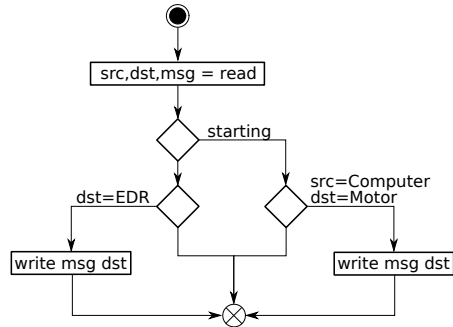 src,dst,msg = read
starting
dst=EDR
src=Computer
dst=Motor
write msg dst
write msg dst